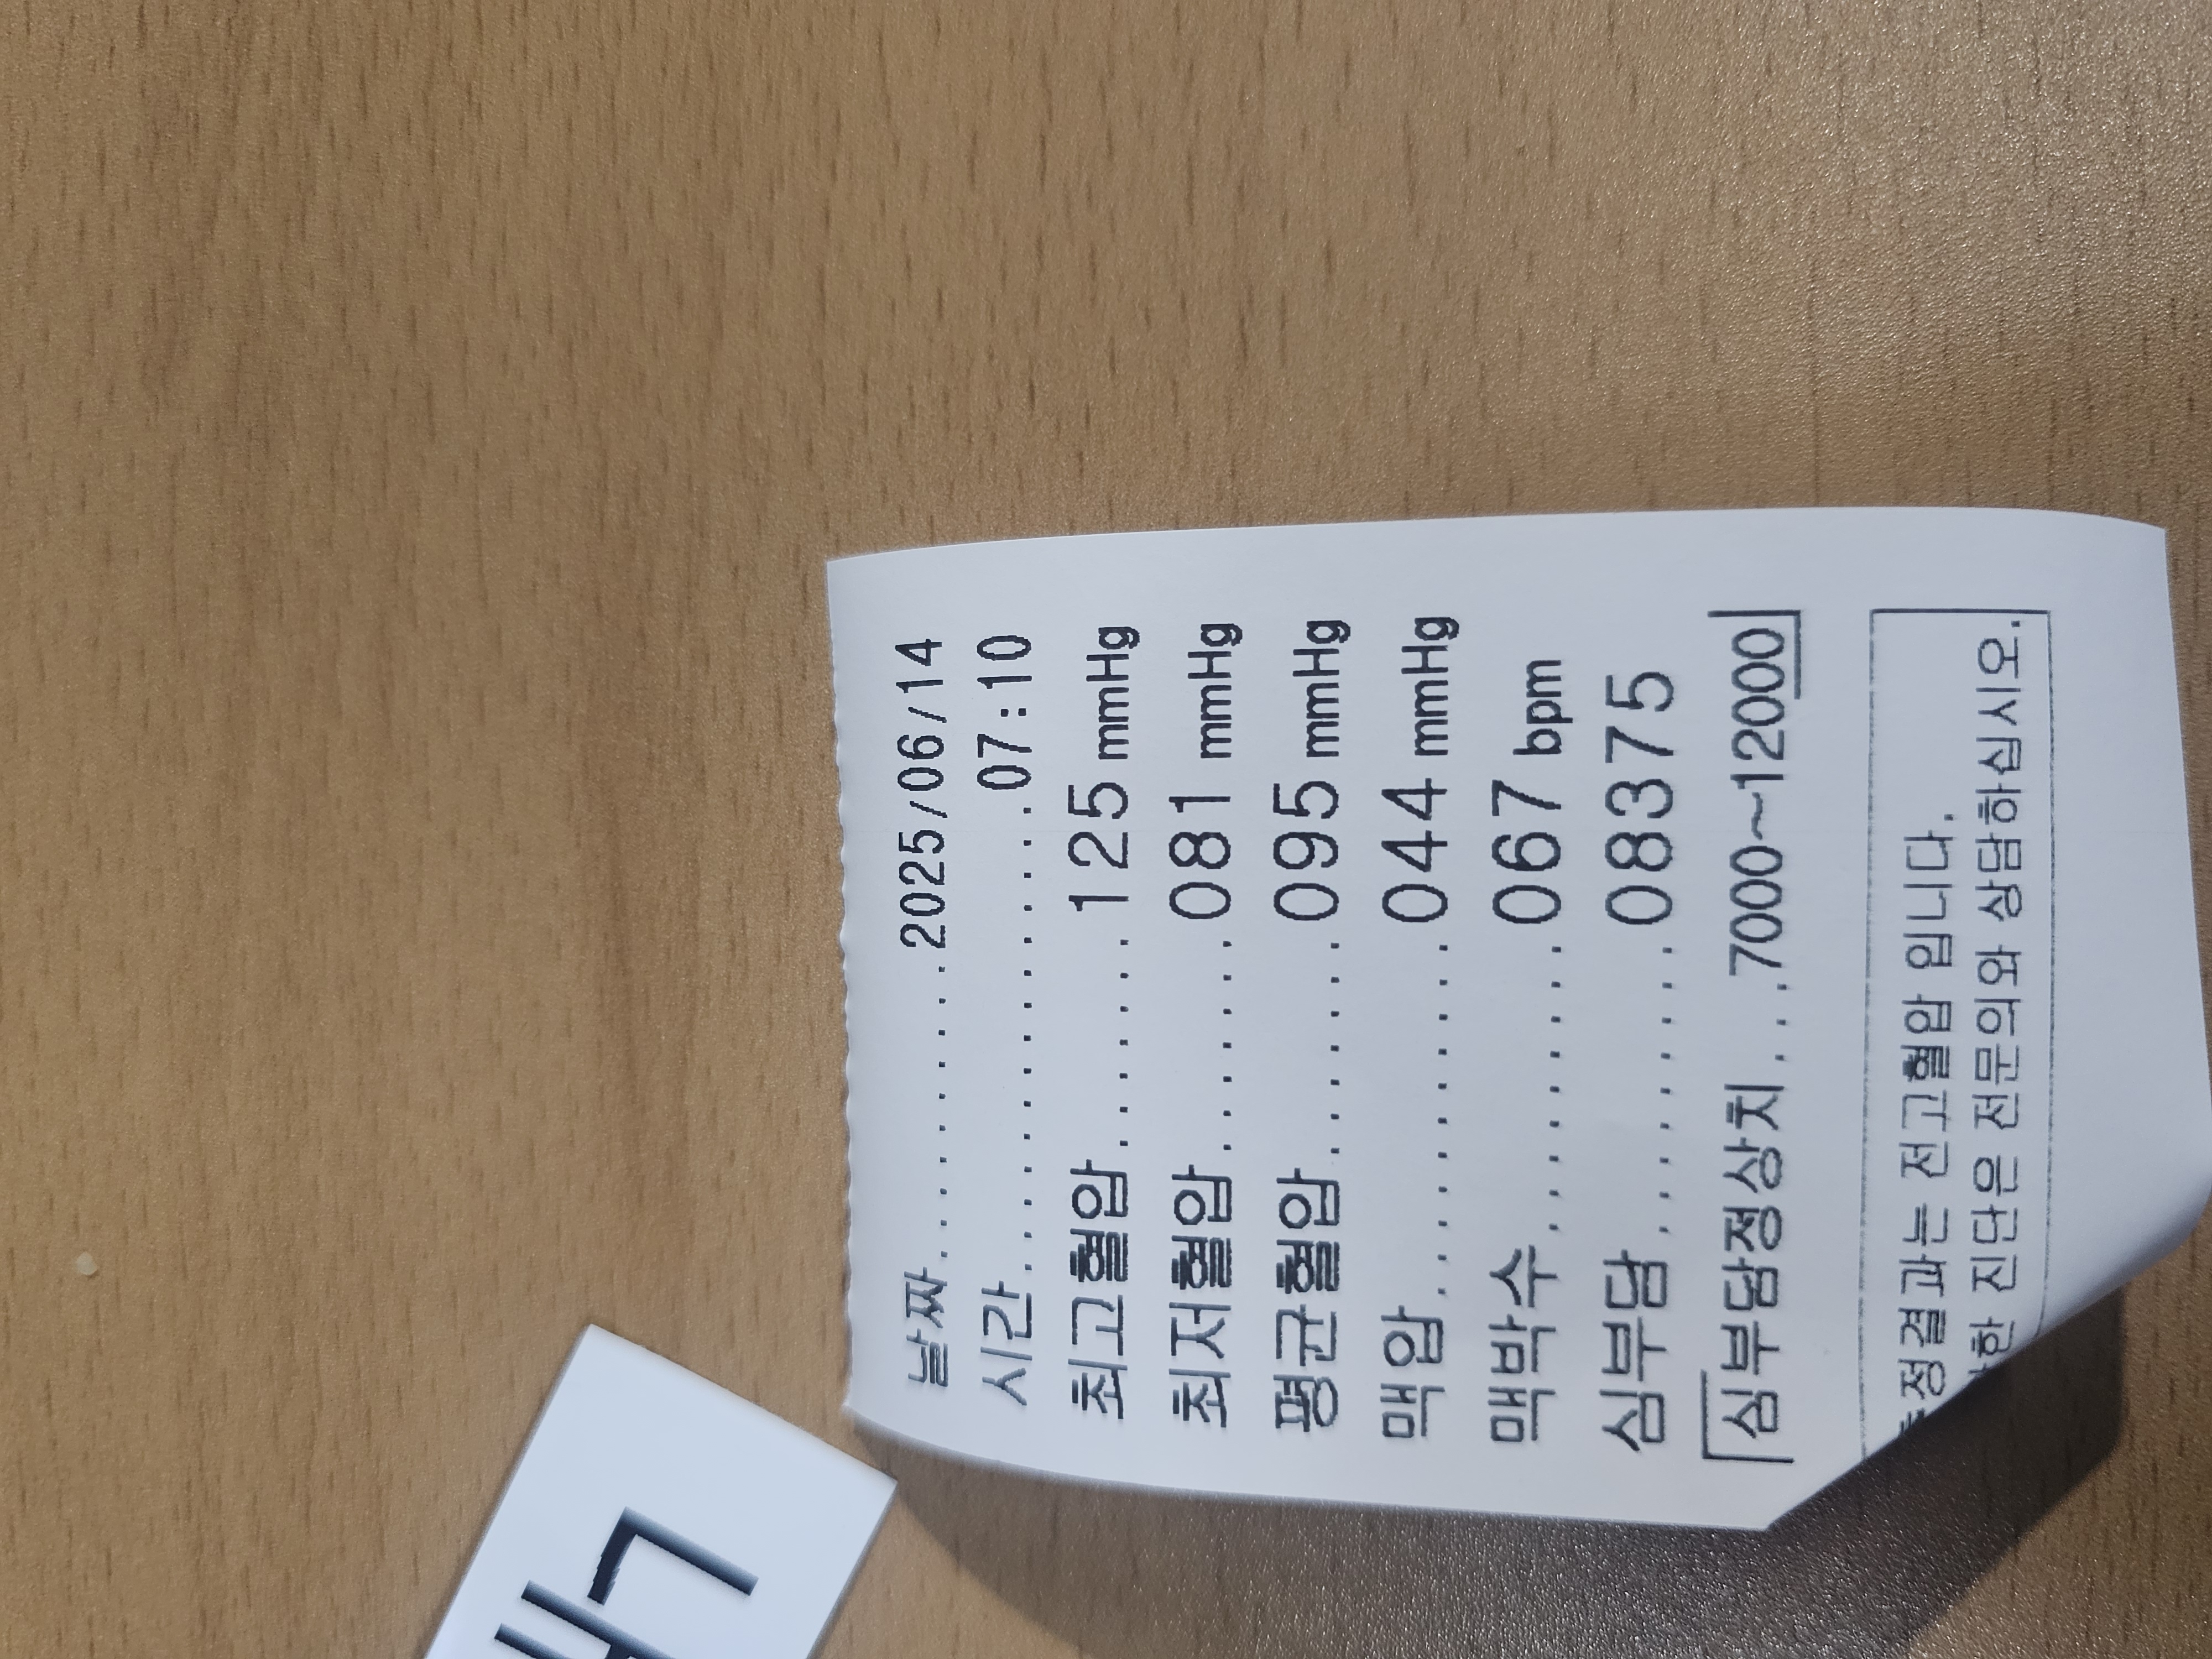 날짜.............2025/06/14
시간..................07:10
최고혈압........125 mmHg
최저혈압........081 mmHg
평균혈압........095 mmHg
맥압............044 mmHg
맥박수..........067 bpm
심부담..........08375
심부담정상치...7000~12000
정결과는 전고혈압 입니다.
한 진단은 전문의와 상담하십시오.